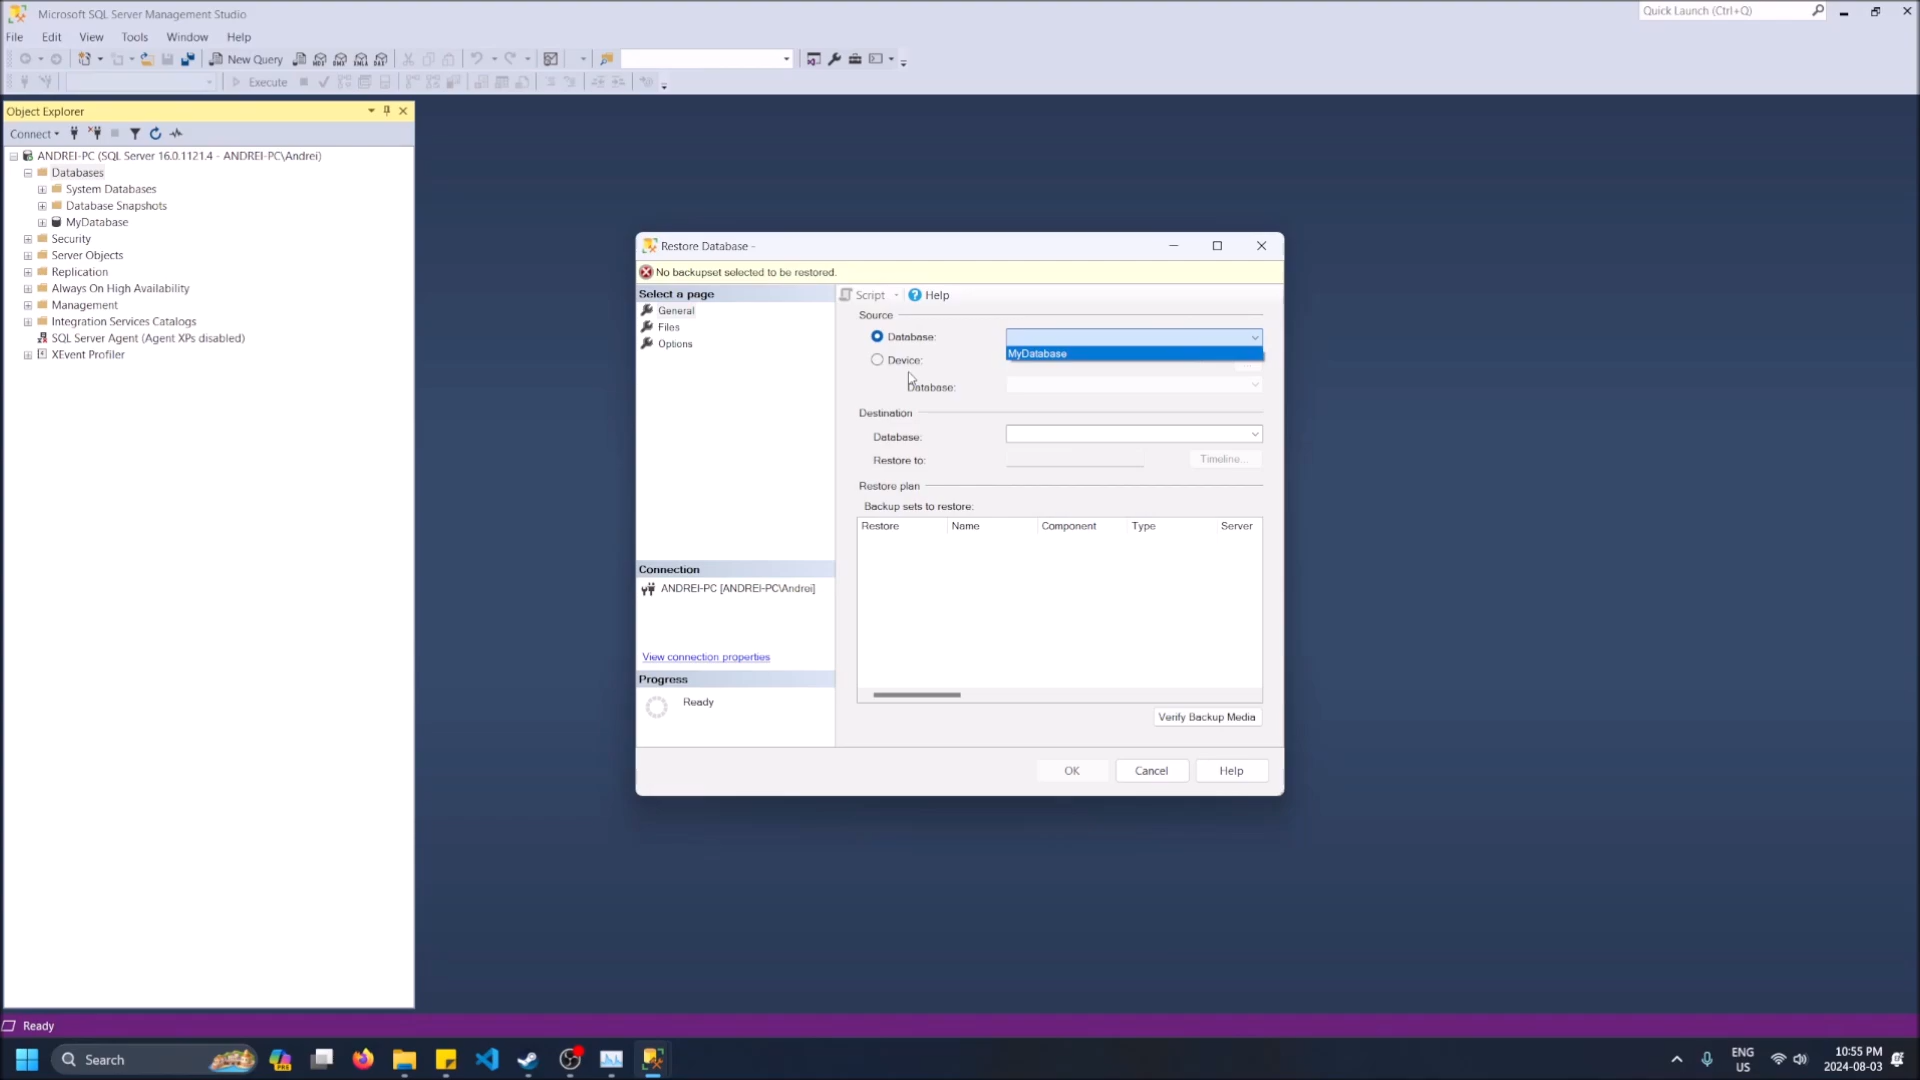 Microsoft SQL Server Management Studio
Quick Launch (Ctrl+Q)
File Edit View Tools Window Help
New Query
Execute
Object Explorer
Connect
ANDREI-PC (SQL Server 16.0.1121.4 - ANDREI-PC\Andrei)
Databases
System Databases
Database Snapshots
MyDatabase
Security
Server Objects
Replication
Always On High Availability
Management
Integration Services Catalogs
SQL Server Agent (Agent XPs disabled)
XEvent Profiler
Restore Database -
No backupset selected to be restored.
Select a page
General
Files
Options
Script
Help
Source
Database:
MyDatabase
Device:
...
Database:
Destination
Database:
Restore to:
Timeline...
Restore plan
Backup sets to restore:
Restore Name Component Type Server
Connection
ANDREI-PC [ANDREI-PC\Andrei]
View connection properties
Progress
Ready
Verify Backup Media
OK Cancel Help
Ready
Search
ENG
US
10:55 PM
2024-08-03